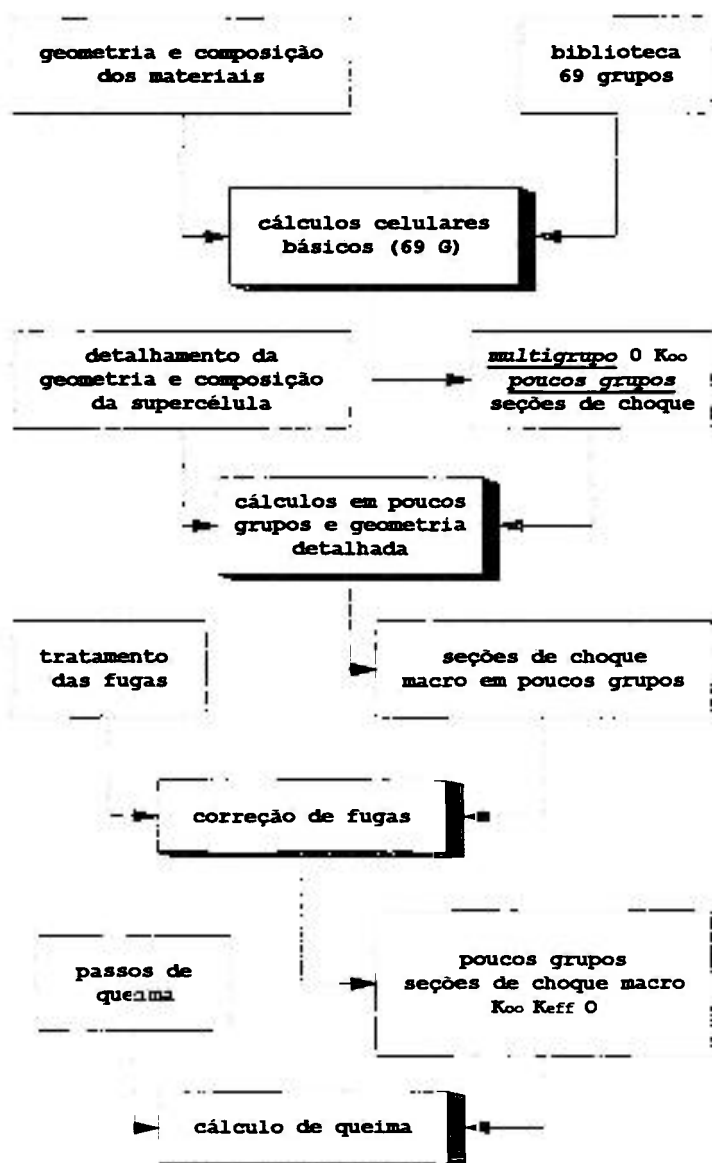 geometria e composição
dos materiais
biblioteca
69 grupos
cálculos celulares
básicos (69 G)
detalhamento da
geometria e composição
da supercélula
multigrupo O K∞
poucos grupos
seções de choque
cálculos em poucos
grupos e geometria
detalhada
tratamento
das fugas
seções de choque
macro em poucos grupos
correção de fugas
passos de
queima
poucos grupos
seções de choque macro
K∞ Keff O
cálculo de queima